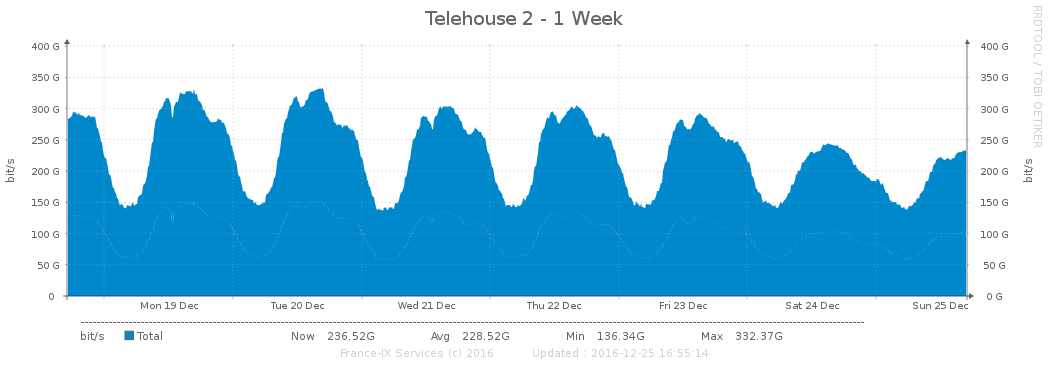 Telehouse 2 - 1 Week
RRDTOOL / TOBI OETIKER
400 G 400 G
350 G 350 G
300 G 300 G
250 G 250 G
200 G 200 G
150 G 150 G
100 G 100 G
50 G 50 G
0 0 G
bit/s bit/s
Mon 19 Dec Tue 20 Dec Wed 21 Dec Thu 22 Dec Fri 23 Dec Sat 24 Dec Sun 25 Dec
bit/s Total Now 236.52G Avg 228.52G Min 136.34G Max 332.37G
France-IX Services (c) 2016 Updated : 2016-12-25 16:55:14